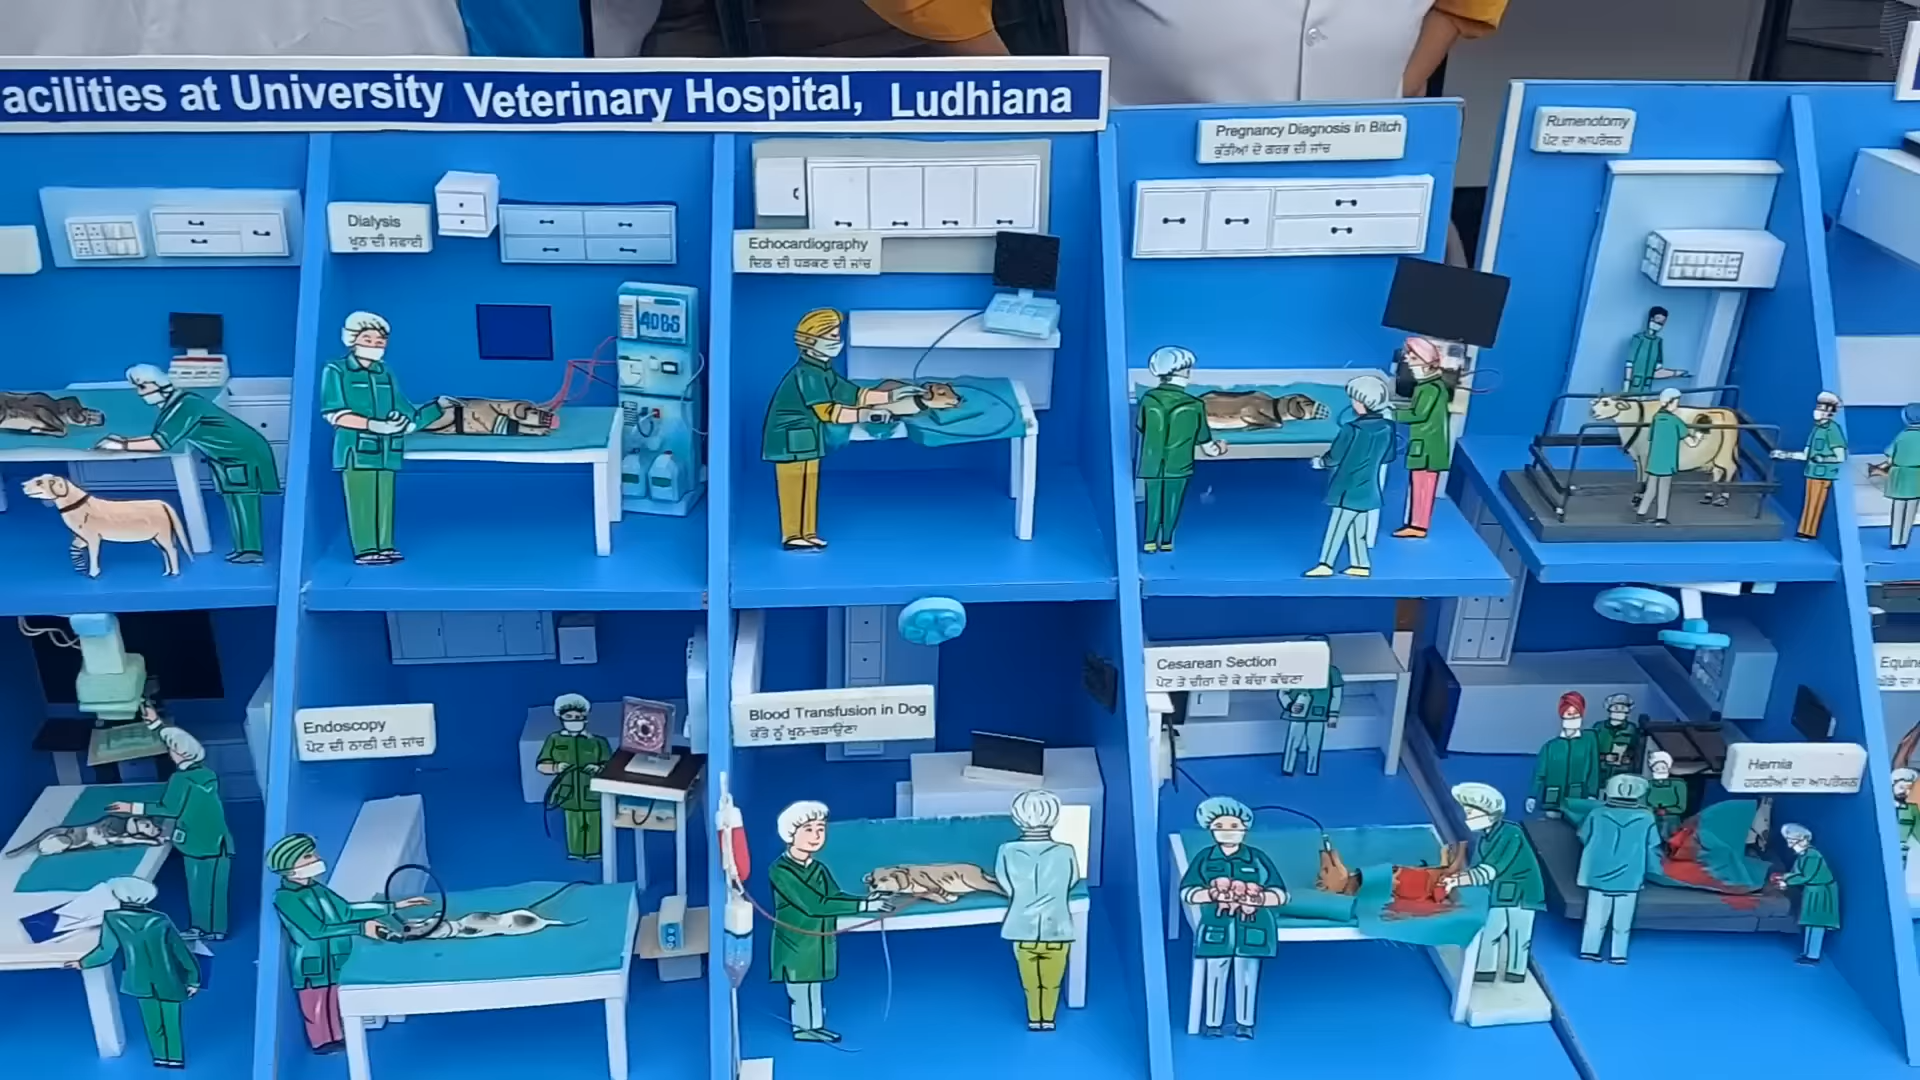 acilities at University Veterinary Hospital, Ludhiana
Pregnancy Diagnosis in Bitch
ਕੁੱਤੀਆਂ ਦੇ ਗਰਭ ਦੀ ਜਾਂਚ
Rumenotomy
ਪੇਟ ਦਾ ਆਪਰੇਸ਼ਨ
Dialysis
ਖੂਨ ਦੀ ਸਫਾਈ
Echocardiography
ਦਿਲ ਦੀ ਧੜਕਣ ਦੀ ਜਾਂਚ
Endoscopy
ਪੇਟ ਦੀ ਨਾਲੀ ਦੀ ਜਾਂਚ
Blood Transfusion in Dog
ਕੁੱਤੇ ਨੂੰ ਖੂਨ-ਚੜਾਉਣਾ
Cesarean Section
ਪੇਟ ਤੇ ਚੀਰਾ ਦੇ ਕੇ ਬੱਚਾ ਕੱਢਣਾ
Hernia
ਹਰਨੀਆਂ ਦਾ ਆਪਰੇਸ਼ਨ
Equine